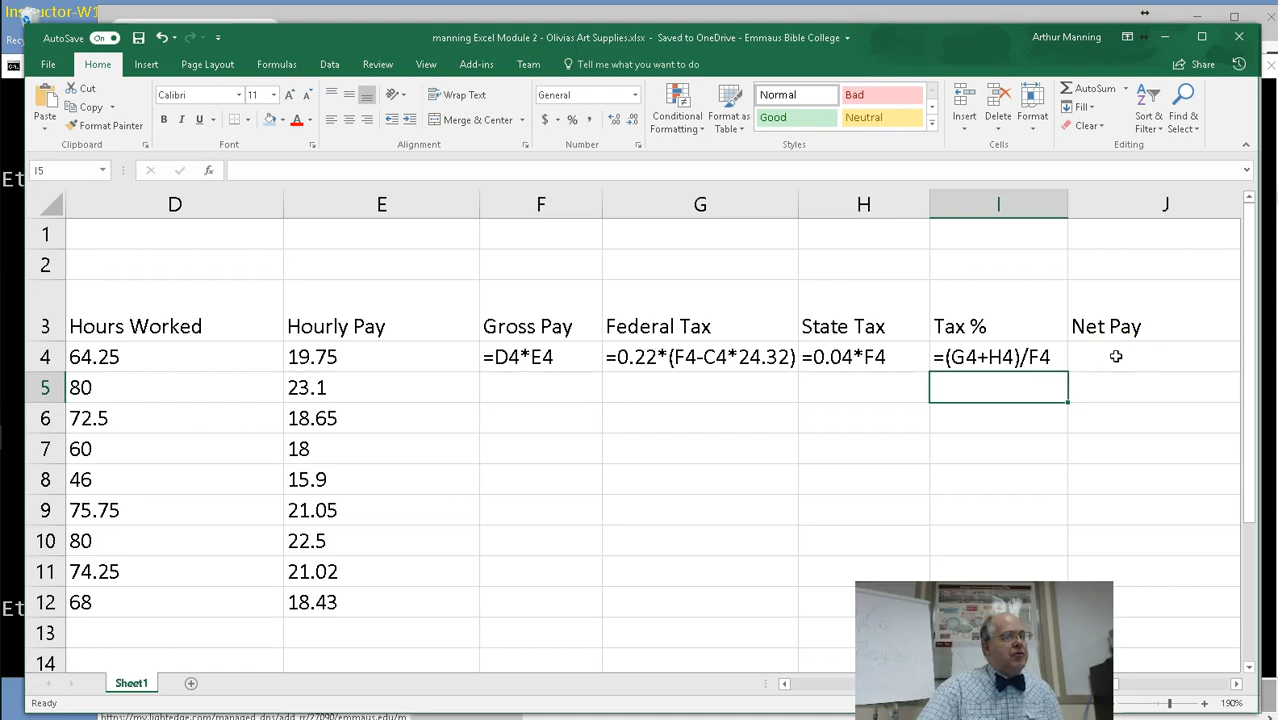 Instructor-W1
AutoSave On
manning Excel Module 2 - Olivias Art Supplies.xlsx - Saved to OneDrive - Emmaus Bible College
Arthur Manning
File Home Insert Page Layout Formulas Data Review View Add-ins Team Tell me what you want to do Share
Paste Cut Copy Format Painter
Calibri 11
B I U
Wrap Text
Merge & Center
General
$ % ,
Conditional Formatting
Format as Table
Normal Bad
Good Neutral
Insert Delete Format
AutoSum
Fill
Clear
Sort & Filter
Find & Select
Clipboard Font Alignment Number Styles Cells Editing
I5 fx
D E F G H I J
1
2
3 Hours Worked Hourly Pay Gross Pay Federal Tax State Tax Tax % Net Pay
4 64.25 19.75 =D4*E4 =0.22*(F4-C4*24.32) =0.04*F4 =(G4+H4)/F4
5 80 23.1
6 72.5 18.65
7 60 18
8 46 15.9
9 75.75 21.05
10 80 22.5
11 74.25 21.02
12 68 18.43
13
14
Sheet1
Ready 190%